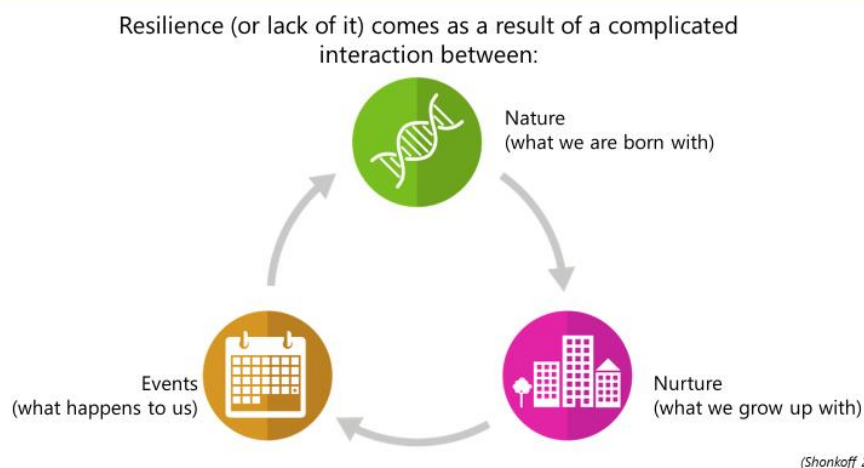 Resilience (or lack of it) comes as a result of a complicated
interaction between:
Nature
(what we are born with)
Events
(what happens to us)
Nurture
(what we grow up with)
(Shonkoff